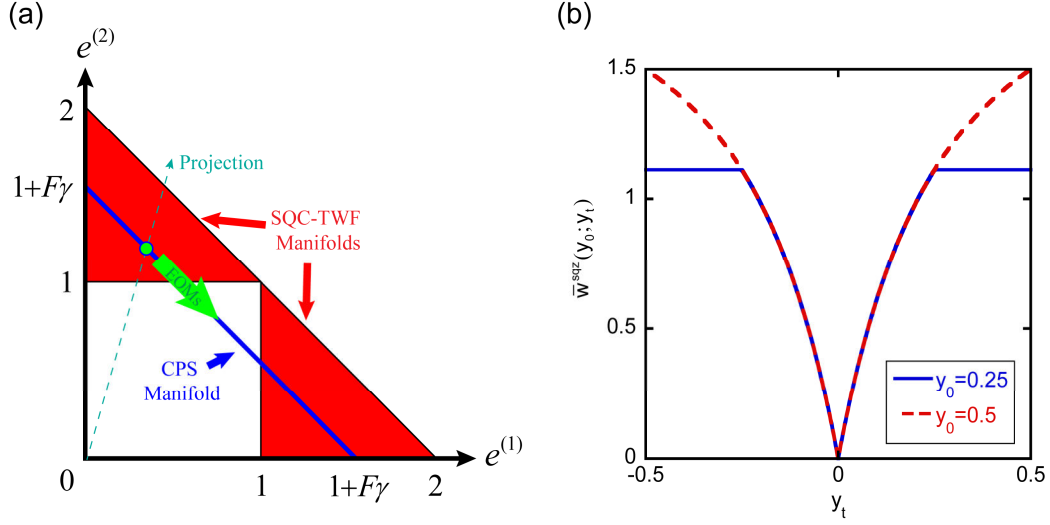 (a)
e^(2)
2
Projection
1+Fγ
SQC-TWF
Manifolds
EOMs
1
CPS
Manifold
0
1
1+Fγ
2
e^(1)
(b)
1.5
1
0.5
0
w̅^sqz(y_0;y_t)
y_0=0.25
y_0=0.5
-0.5
0
0.5
y_t